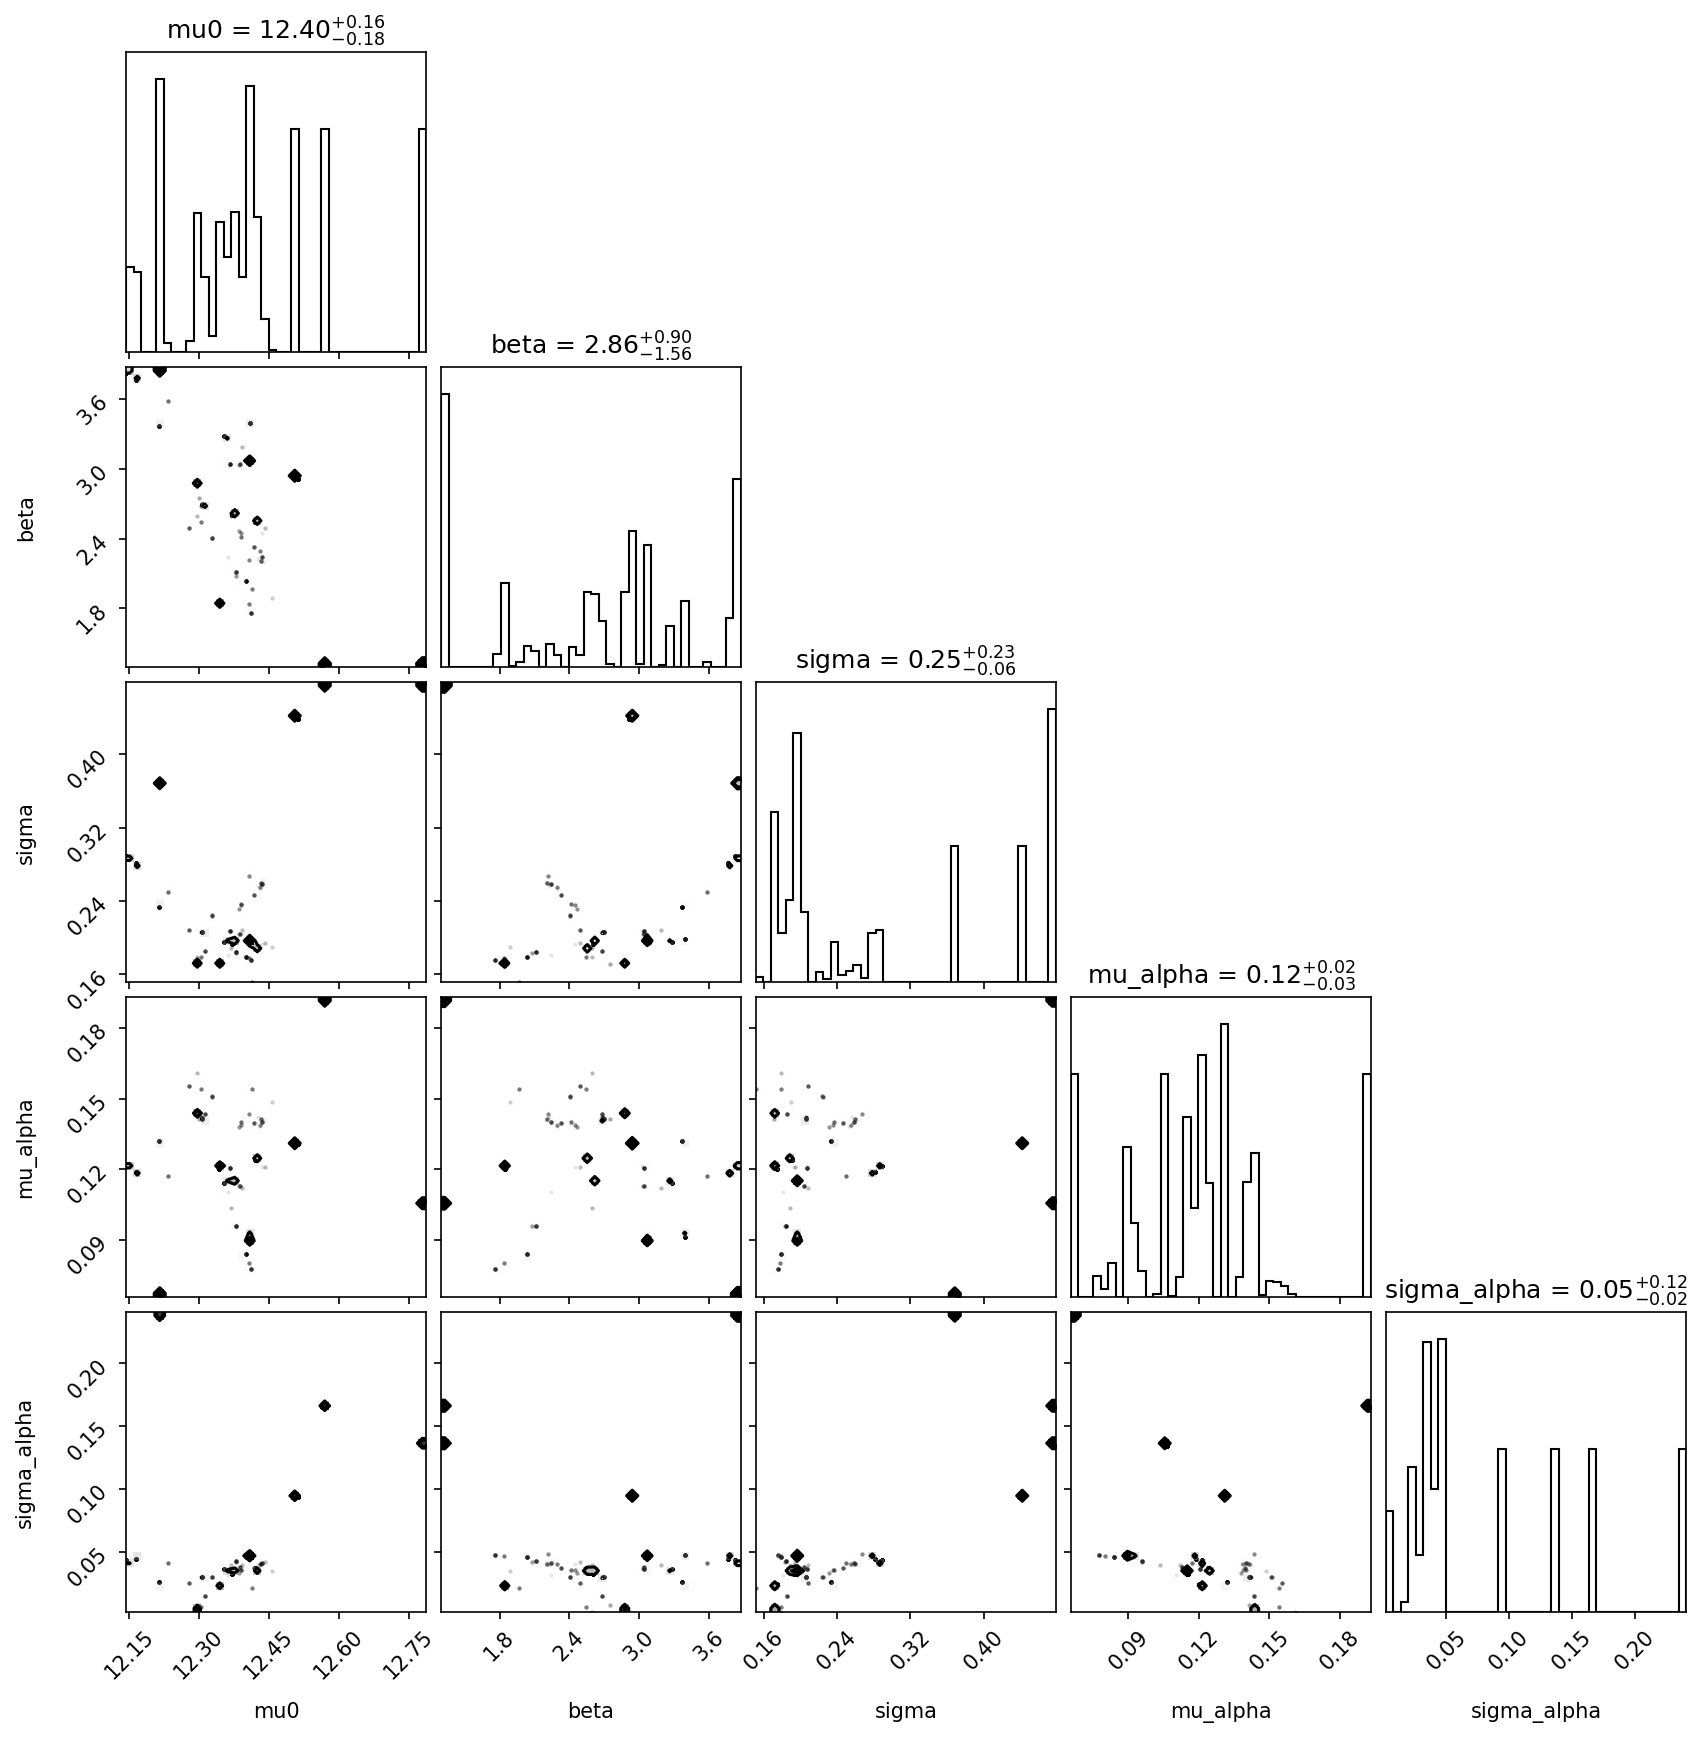 mu0 = 12.40+0.16−0.18
beta = 2.86+0.90−1.56
3.6
3.0
2.4
1.8
beta
sigma = 0.25+0.23−0.06
0.40
0.32
0.24
0.16
sigma
mu_alpha = 0.12+0.02−0.03
0.18
0.15
0.12
0.09
mu_alpha
sigma_alpha = 0.05+0.12−0.02
0.20
0.15
0.10
0.05
sigma_alpha
12.15 12.30 12.45 12.60 12.75
1.8 2.4 3.0 3.6
0.16 0.24 0.32 0.40
0.09 0.12 0.15 0.18
0.05 0.10 0.15 0.20
mu0 beta sigma mu_alpha sigma_alpha